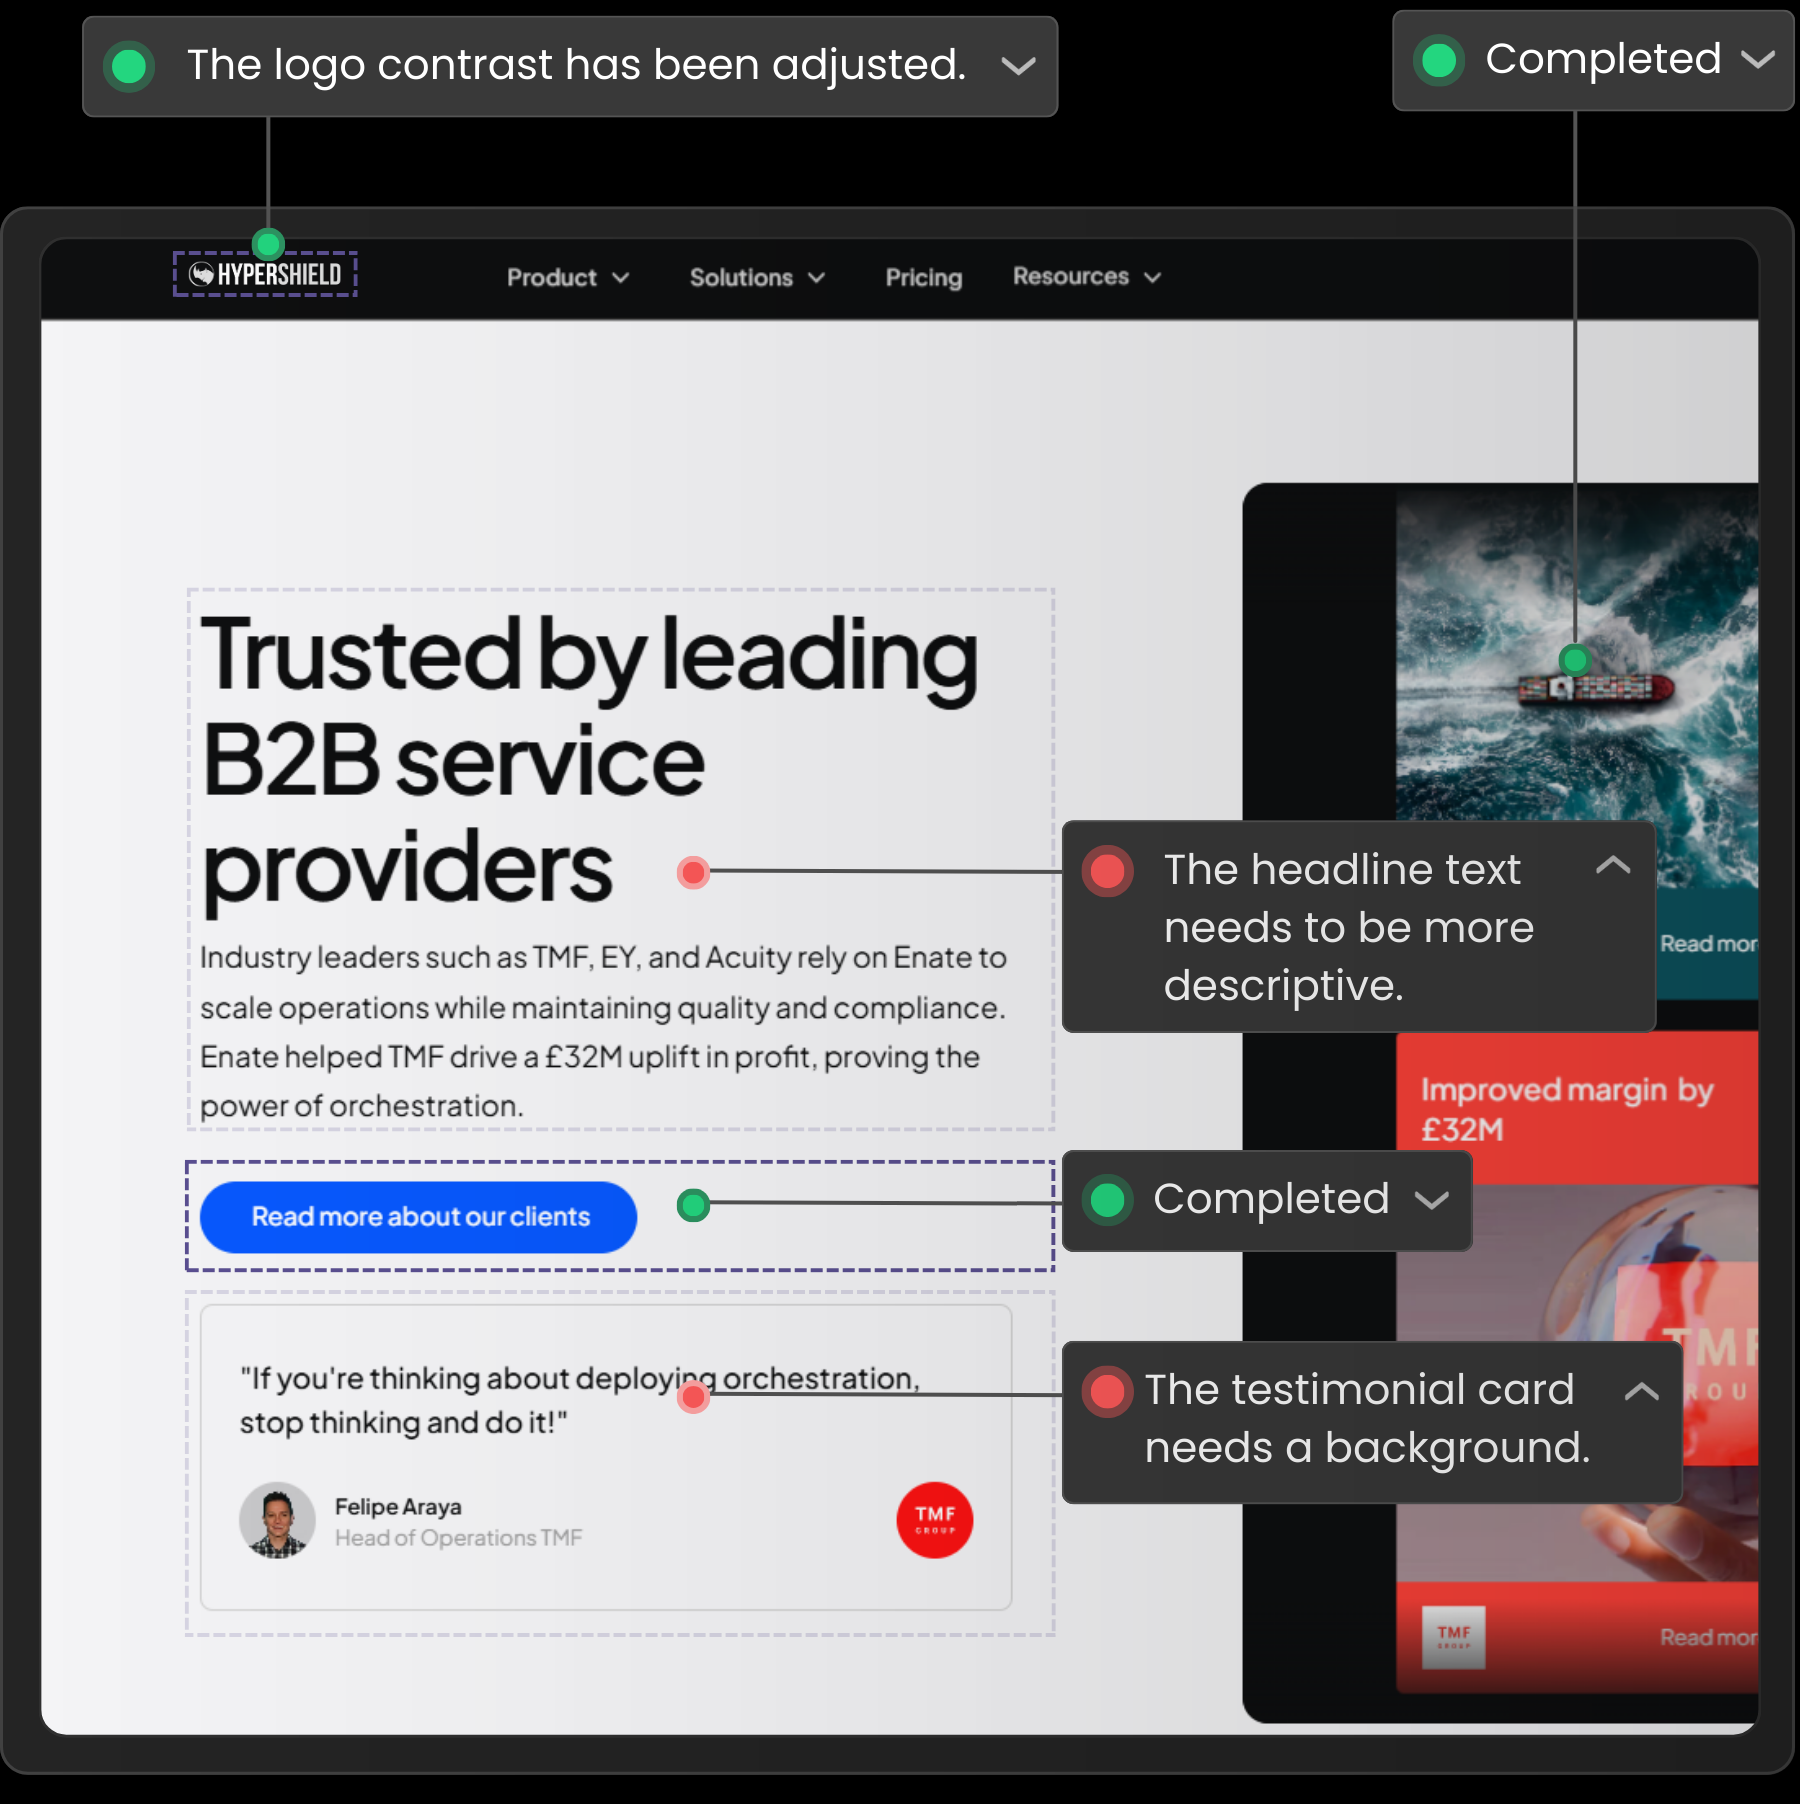 The logo contrast has been adjusted.
Completed
HYPERSHIELD
Product
Solutions
Pricing
Resources
Trusted by leading
B2B service
providers
Industry leaders such as TMF, EY, and Acuity rely on Enate to
scale operations while maintaining quality and compliance.
Enate helped TMF drive a £32M uplift in profit, proving the
power of orchestration.
The headline text
needs to be more
descriptive.
Read mor
Improved margin by
£32M
Read more about our clients
Completed
"If you're thinking about deploying orchestration,
stop thinking and do it!"
Felipe Araya
Head of Operations TMF
TMF
GROUP
The testimonial card
needs a background.
TMF
ROU
TMF
GROUP
Read mor